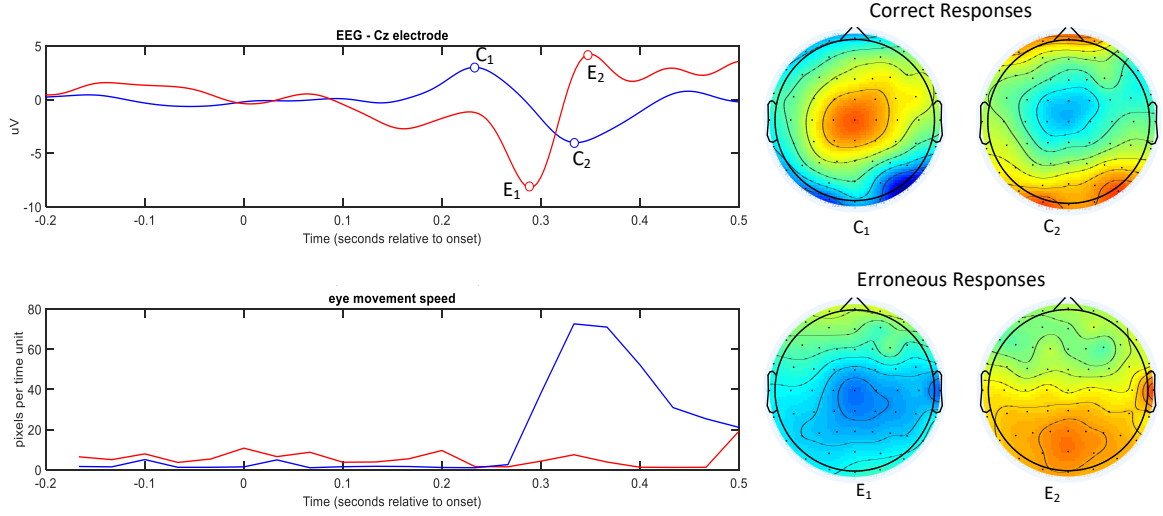 EEG - Cz electrode
5
0
-5
-10
uV
C1
E2
E1
C2
-0.2 -0.1 0 0.1 0.2 0.3 0.4 0.5
Time (seconds relative to onset)
Correct Responses
C1 C2
eye movement speed
80
60
40
20
0
pixels per time unit
-0.2 -0.1 0 0.1 0.2 0.3 0.4 0.5
Time (seconds relative to onset)
Erroneous Responses
E1 E2